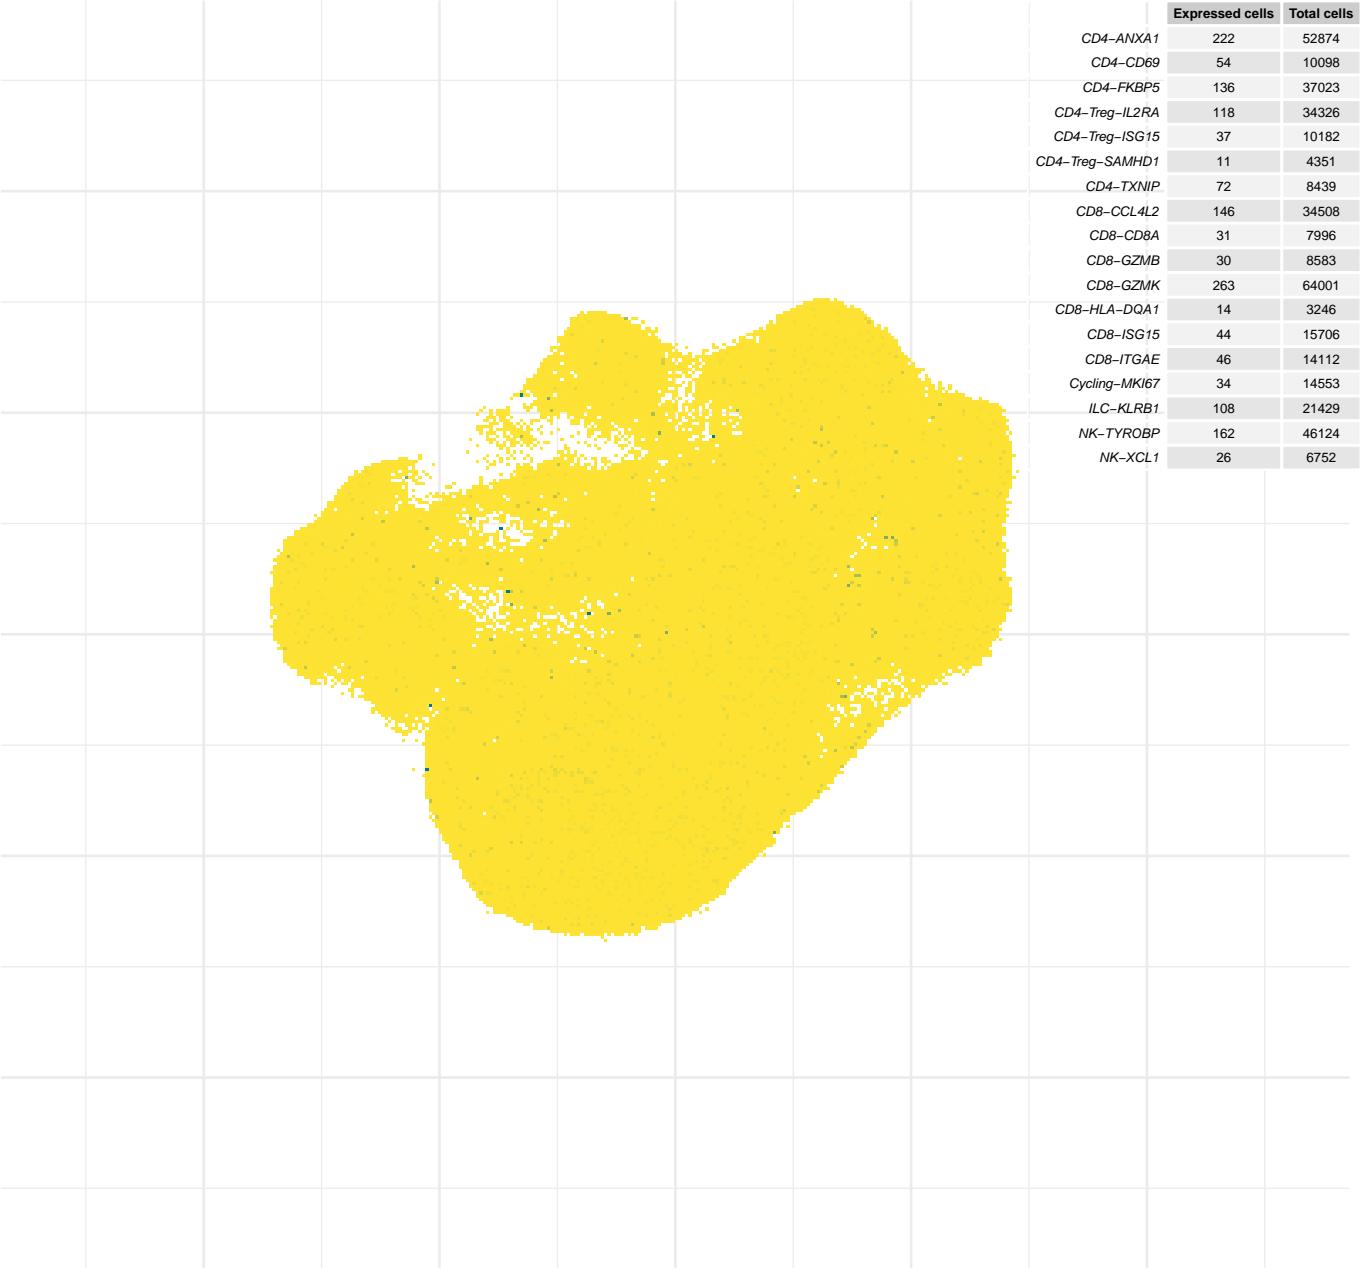 Expressed cells Total cells
CD4−ANXA1 222 52874
CD4−CD69 54 10098
CD4−FKBP5 136 37023
CD4−Treg−IL2RA 118 34326
CD4−Treg−ISG15 37 10182
CD4−Treg−SAMHD1 11 4351
CD4−TXNIP 72 8439
CD8−CCL4L2 146 34508
CD8−CD8A 31 7996
CD8−GZMB 30 8583
CD8−GZMK 263 64001
CD8−HLA−DQA1 14 3246
CD8−ISG15 44 15706
CD8−ITGAE 46 14112
Cycling−MKI67 34 14553
ILC−KLRB1 108 21429
NK−TYROBP 162 46124
NK−XCL1 26 6752